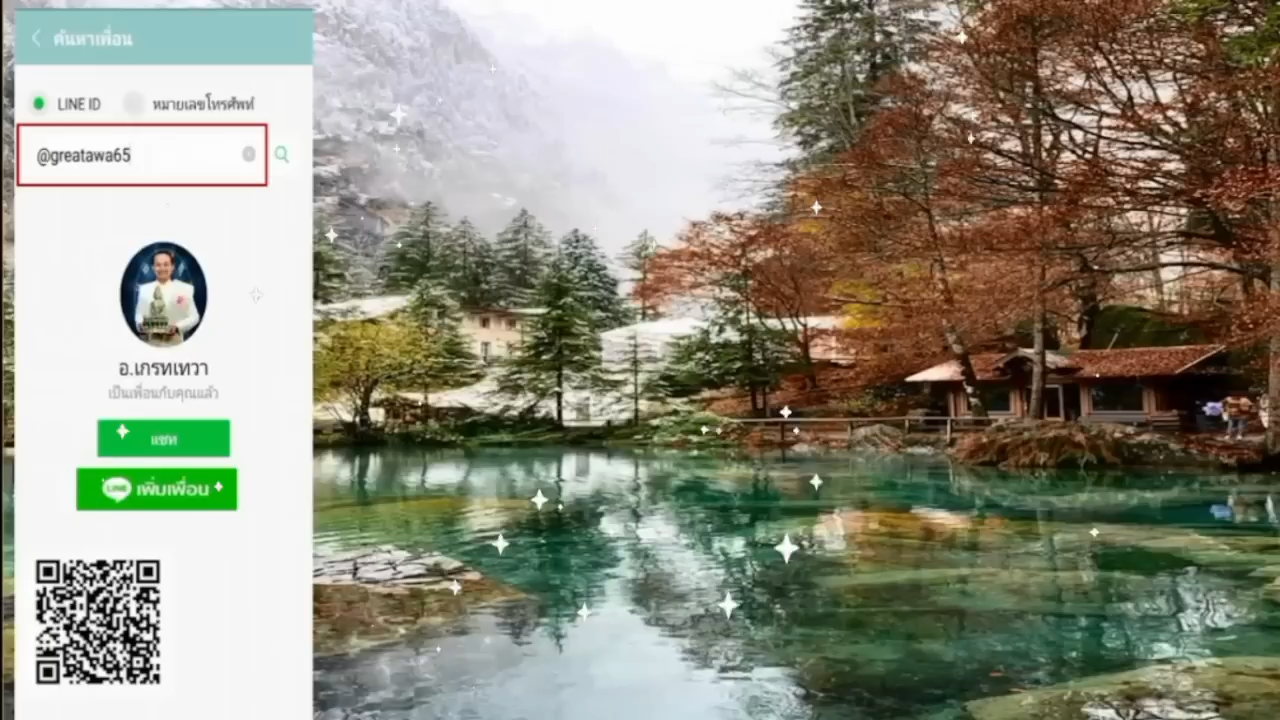 ค้นหาเพื่อน
LINE ID หมายเลขโทรศัพท์
@greatawa65
อ.เกรทเทวา
เป็นเพื่อนกับคุณแล้ว
แชท
LINE เพิ่มเพื่อน